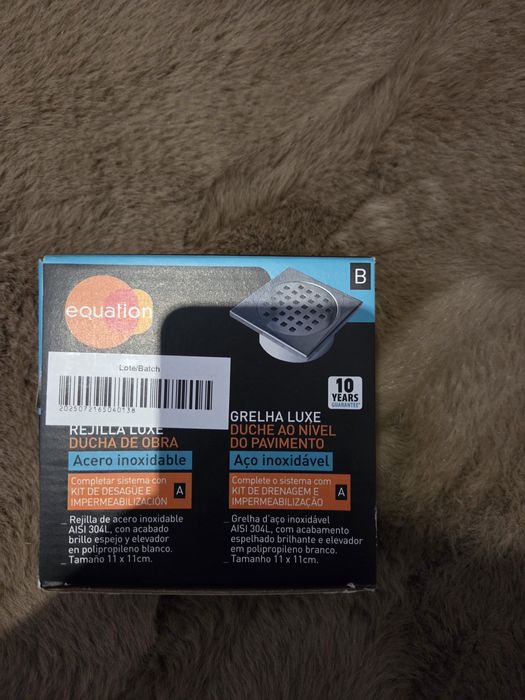 B
equation
Lote/Batch
2025072165040138
10
YEARS
GUARANTEE*
REJILLA LUXE
DUCHA DE OBRA
Acero inoxidable
Completar sistema con
KIT DE DESAGÜE E
IMPERMEABILIZACIÓN
A
_ Rejilla de acero inoxidable
AISI 304L, con acabado
brillo espejo y elevador
en polipropileno blanco.
_ Tamaño 11 x 11cm.
GRELHA LUXE
DUCHE AO NÍVEL
DO PAVIMENTO
Aço inoxidável
Complete o sistema com
KIT DE DRENAGEM E
IMPERMEABILIZAÇÃO
A
_ Grelha d'aço inoxidável
AISI 304L, com acabamento
espelhado brilhante e elevador
em polipropileno branco.
_ Tamanho 11 x 11cm.